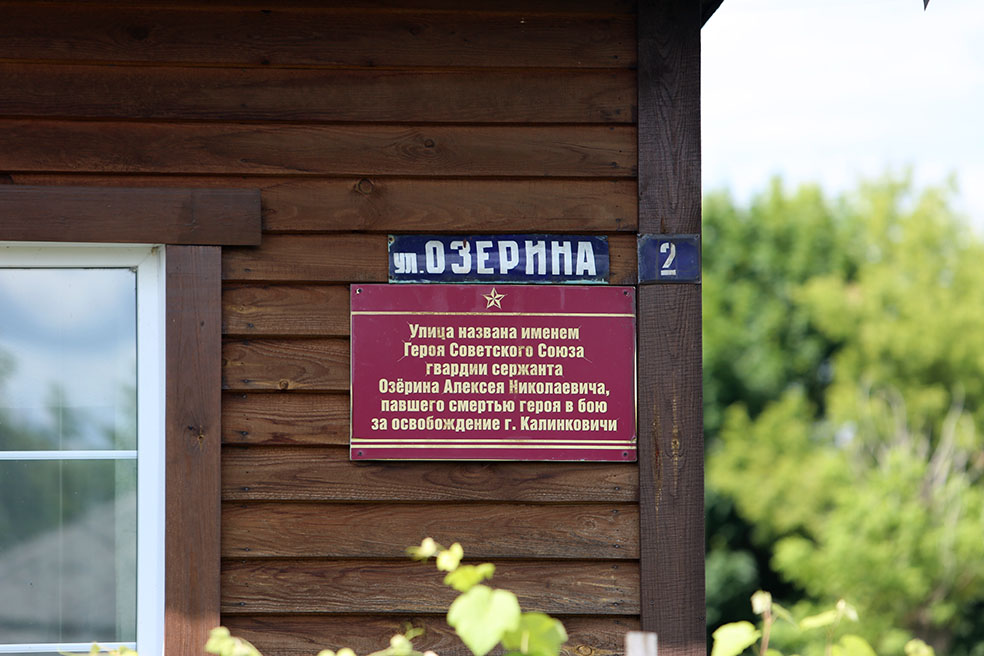 ул. ОЗЕРИНА
2
Улица названа именем
Героя Советского Союза
гвардии сержанта
Озёрина Алексея Николаевича,
павшего смертью героя в бою
за освобождение г. Калинковичи